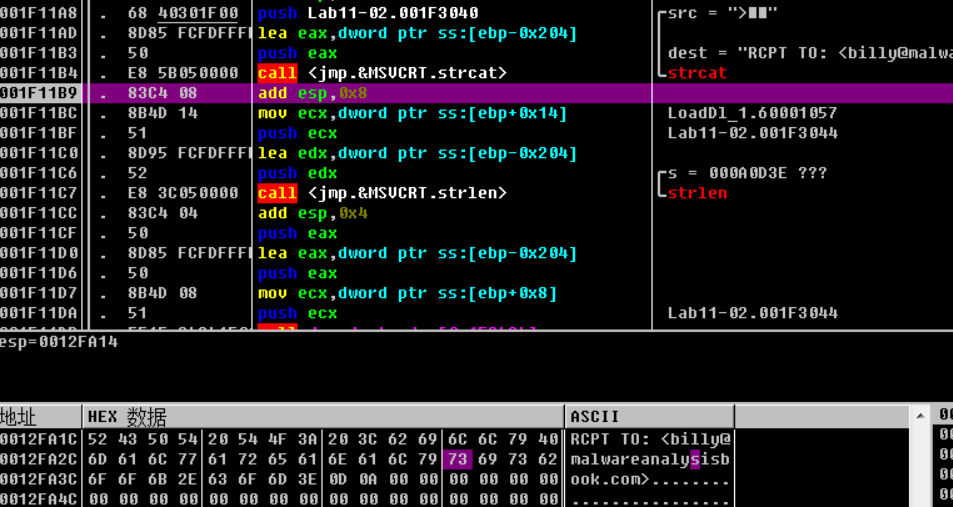 001F11A8 . 68 40301F00 push Lab11-02.001F3040 src = ">
001F11AD . 8D85 FCFDFFF lea eax,dword ptr ss:[ebp-0x204]
001F11B3 . 50 push eax dest = "RCPT TO: <billy@malwa
001F11B4 . E8 5B050000 call <jmp.&MSVCRT.strcat> strcat
001F11B9 . 83C4 08 add esp,0x8
001F11BC . 8B4D 14 mov ecx,dword ptr ss:[ebp+0x14] LoadDl_1.60001057
001F11BF . 51 push ecx Lab11-02.001F3044
001F11C0 . 8D95 FCFDFFF lea edx,dword ptr ss:[ebp-0x204]
001F11C6 . 52 push edx s = 000A0D3E ???
001F11C7 . E8 3C050000 call <jmp.&MSVCRT.strlen> strlen
001F11CC . 83C4 04 add esp,0x4
001F11CF . 50 push eax
001F11D0 . 8D85 FCFDFFF lea eax,dword ptr ss:[ebp-0x204]
001F11D6 . 50 push eax
001F11D7 . 8B4D 08 mov ecx,dword ptr ss:[ebp+0x8]
001F11DA . 51 push ecx Lab11-02.001F3044
esp=0012FA14
地址 HEX 数据 ASCII
0012FA1C 52 43 50 54 20 54 4F 3A 20 3C 62 69 6C 6C 79 40 RCPT TO: <billy@
0012FA2C 6D 61 6C 77 61 72 65 61 6E 61 6C 79 73 69 73 62 malwareanalysisb
0012FA3C 6F 6F 6B 2E 63 6F 6D 3E 0D 0A 00 00 00 00 00 00 ook.com>........
0012FA4C 00 00 00 00 00 00 00 00 00 00 00 00 00 00 00 00 ................